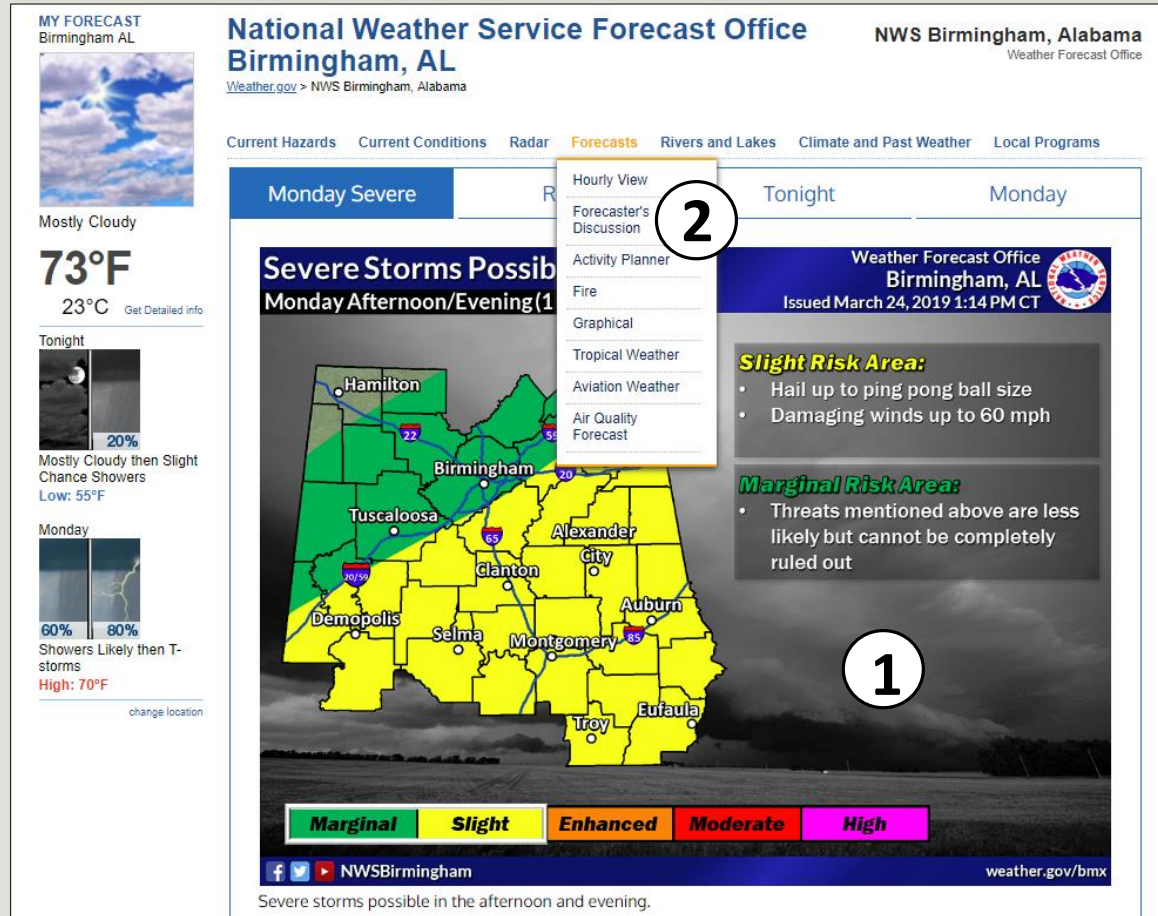 MY FORECAST
Birmingham AL
Mostly Cloudy
73°F
23°C Get Detailed info
Tonight
20%
Mostly Cloudy then Slight
Chance Showers
Low: 55°F
Monday
60% 80%
Showers Likely then T-
storms
High: 70°F
change location
National Weather Service Forecast Office
Birmingham, AL
Weather.gov > NWS Birmingham, Alabama
NWS Birmingham, Alabama
Weather Forecast Office
Current Hazards Current Conditions Radar Forecasts Rivers and Lakes Climate and Past Weather Local Programs
Monday Severe R Tonight Monday
Hourly View
Forecaster's
Discussion
Activity Planner
Fire
Graphical
Tropical Weather
Aviation Weather
Air Quality
Forecast
2
Severe Storms Possib
Monday Afternoon/Evening (1
Weather Forecast Office
Birmingham, AL
Issued March 24, 2019 1:14 PM CT
Hamilton
22
59
Birmingham
20
Tuscaloosa
65
Alexander
City
20/59
Clanton
Auburn
Demopolis
Selma
Montgomery
85
Eufaula
Troy
Slight Risk Area:
• Hail up to ping pong ball size
• Damaging winds up to 60 mph
Marginal Risk Area:
• Threats mentioned above are less
likely but cannot be completely
ruled out
1
Marginal Slight Enhanced Moderate High
NWSBirmingham
weather.gov/bmx
Severe storms possible in the afternoon and evening.